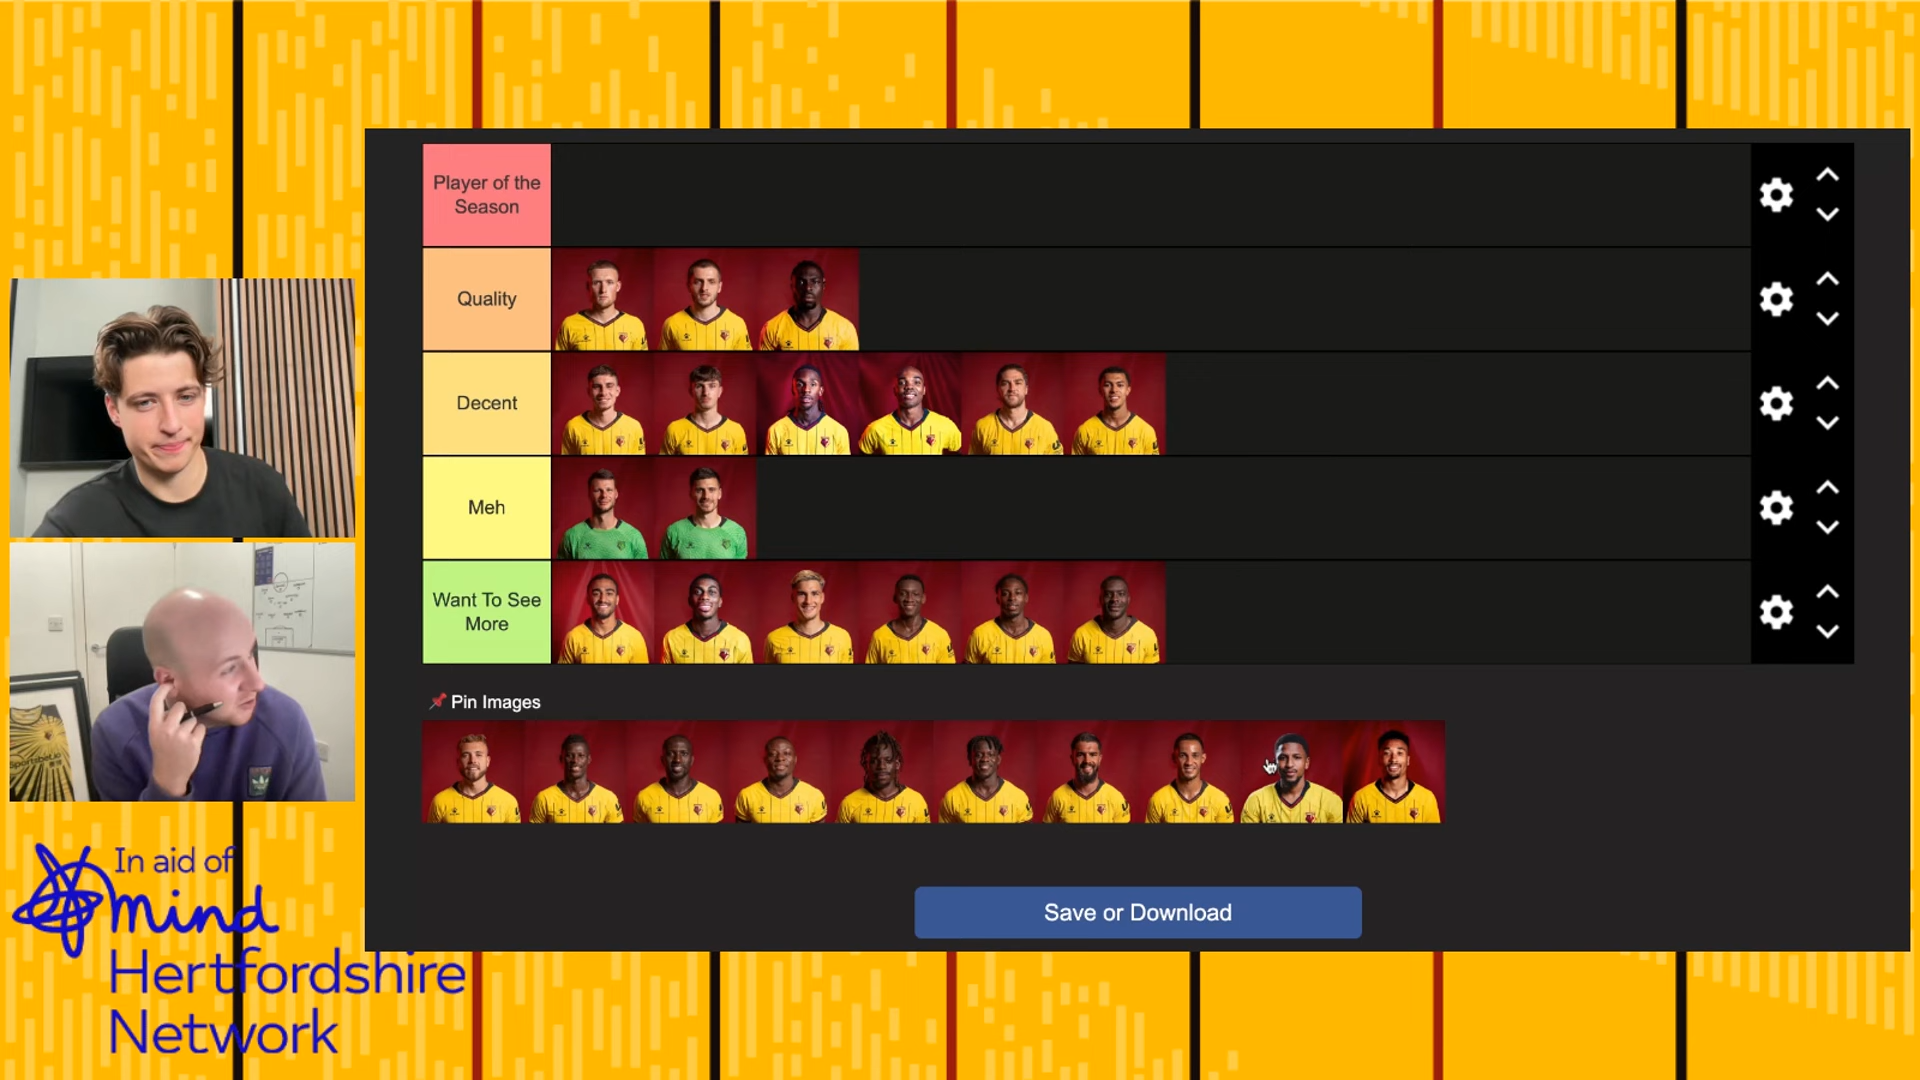 Player of the
Season
Quality
Decent
Meh
Want To See
More
Pin Images
Save or Download
In aid of
mind
Hertfordshire
Network